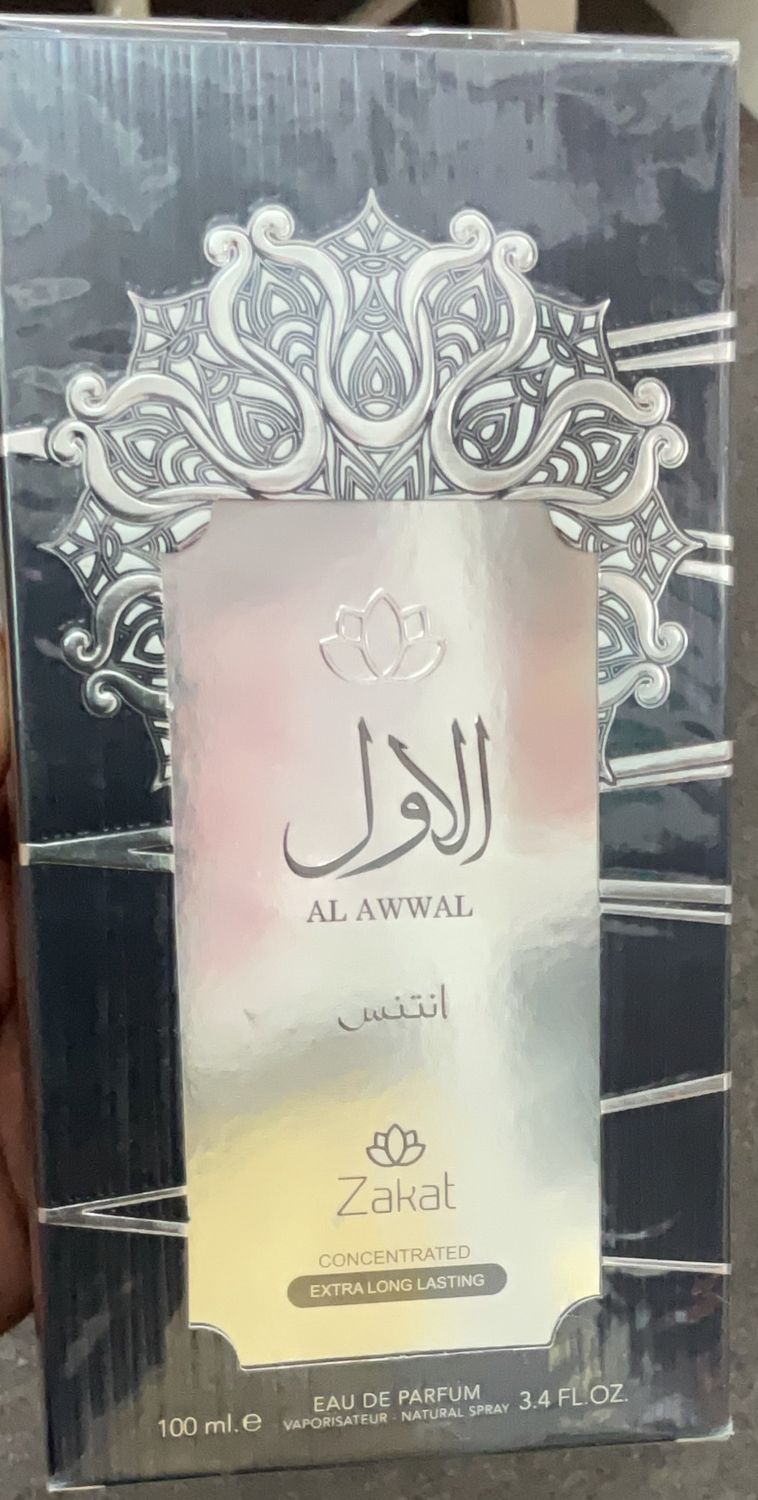 الاول
AL AWWAL
انتنس
Zakat
CONCENTRATED
EXTRA LONG LASTING
EAU DE PARFUM
100 ml. e VAPORISATEUR - NATURAL SPRAY 3.4 FL.OZ.